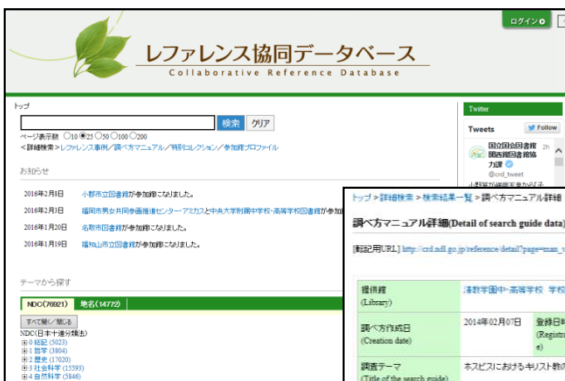 ログイン
レファレンス協同データベース
Collaborative Reference Database
トップ
検索 クリア
ページ表示数 10 25 50 100 200
<詳細検索>レファレンス事例/調べ方マニュアル/特別コレクション/参加館プロファイル
お知らせ
2016年2月8日 小郡市立図書館が参加館になりました。
2016年2月3日 福岡市男女共同参画推進センター・アミカスと中央大学附属中学校・高等学校図書館が参加
2016年1月20日 名取市図書館が参加館になりました。
2016年1月19日 福知山市立図書館が参加館になりました。
テーマから探す
NDC(76921) 地名(14772)
すべて開く/閉じる
NDC(日本十進分類法)
0 総記 (5023)
1 哲学 (3804)
2 歴史 (17020)
3 社会科学 (13593)
4 自然科学 (5846)
Twitter
Tweets Follow
国立国会図書館 2h
関西館図書館協
力課
@crd_tweet
トップ > 詳細検索 > 検索結果一覧 > 調べ方マニュアル詳細
調べ方マニュアル詳細(Detail of search guide data)
[転記用URL] http://crd.ndl.go.jp/reference/detail?page=man_
提供館
(Library)
清教学園中・高等学校 学校
調べ方作成日
(Creation date)
2014年02月07日
登録日時
(Registra
e)
調査テーマ
(Title of the search guide)
ホスピスにおけるキリスト教の